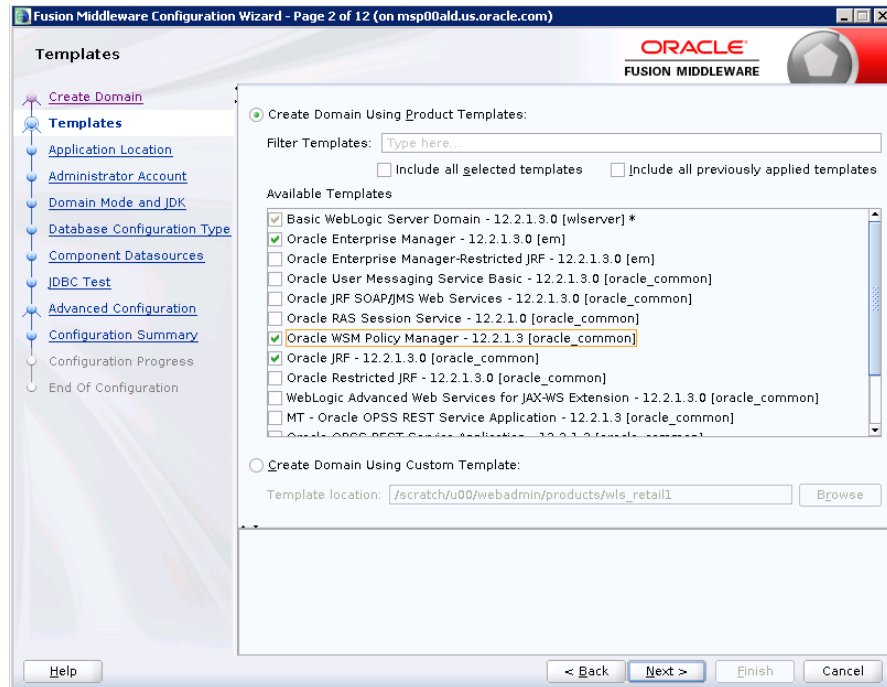 Fusion Middleware Configuration Wizard - Page 2 of 12 (on msp00ald.us.oracle.com)
Templates
ORACLE
FUSION MIDDLEWARE
Create Domain
Templates
Application Location
Administrator Account
Domain Mode and JDK
Database Configuration Type
Component Datasources
JDBC Test
Advanced Configuration
Configuration Summary
Configuration Progress
End Of Configuration
Create Domain Using Product Templates:
Filter Templates: Type here...
Include all selected templates Include all previously applied templates
Available Templates
Basic WebLogic Server Domain - 12.2.1.3.0 [wlserver] *
Oracle Enterprise Manager - 12.2.1.3.0 [em]
Oracle Enterprise Manager-Restricted JRF - 12.2.1.3.0 [em]
Oracle User Messaging Service Basic - 12.2.1.3.0 [oracle_common]
Oracle JRF SOAP/JMS Web Services - 12.2.1.3.0 [oracle_common]
Oracle RAS Session Service - 12.2.1.0 [oracle_common]
Oracle WSM Policy Manager - 12.2.1.3 [oracle_common]
Oracle JRF - 12.2.1.3.0 [oracle_common]
Oracle Restricted JRF - 12.2.1.3.0 [oracle_common]
WebLogic Advanced Web Services for JAX-WS Extension - 12.2.1.3.0 [oracle_common]
MT - Oracle OPSS REST Service Application - 12.2.1.3 [oracle_common]
Oracle OPSS REST Service Application - 12.2.1.3 [oracle_common]
Create Domain Using Custom Template:
Template location: /scratch/u00/webadmin/products/wls_retail1 Browse
Help < Back Next > Finish Cancel